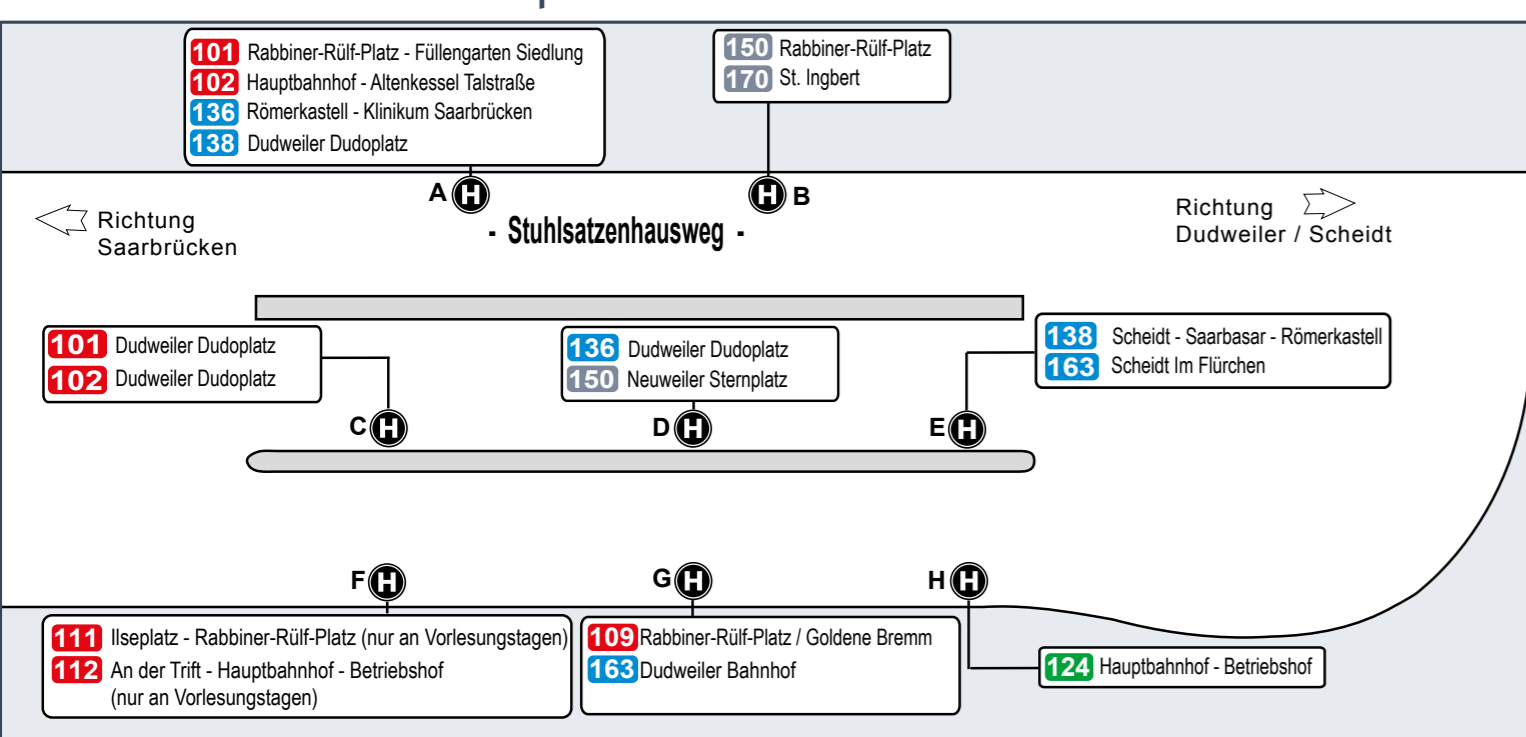 101 Rabbiner-Rülf-Platz - Füllengarten Siedlung
102 Hauptbahnhof - Altenkessel Talstraße
136 Römerkastell - Klinikum Saarbrücken
138 Dudweiler Dudoplatz
150 Rabbiner-Rülf-Platz
170 St. Ingbert
A H
H B
Richtung
Saarbrücken
- Stuhlsatzenhausweg -
Richtung
Dudweiler / Scheidt
101 Dudweiler Dudoplatz
102 Dudweiler Dudoplatz
136 Dudweiler Dudoplatz
150 Neuweiler Sternplatz
138 Scheidt - Saarbasar - Römerkastell
163 Scheidt Im Flürchen
C H
D H
E H
F H
G H
H H
111 Ilseplatz - Rabbiner-Rülf-Platz (nur an Vorlesungstagen)
112 An der Trift - Hauptbahnhof - Betriebshof
(nur an Vorlesungstagen)
109 Rabbiner-Rülf-Platz / Goldene Bremm
163 Dudweiler Bahnhof
124 Hauptbahnhof - Betriebshof